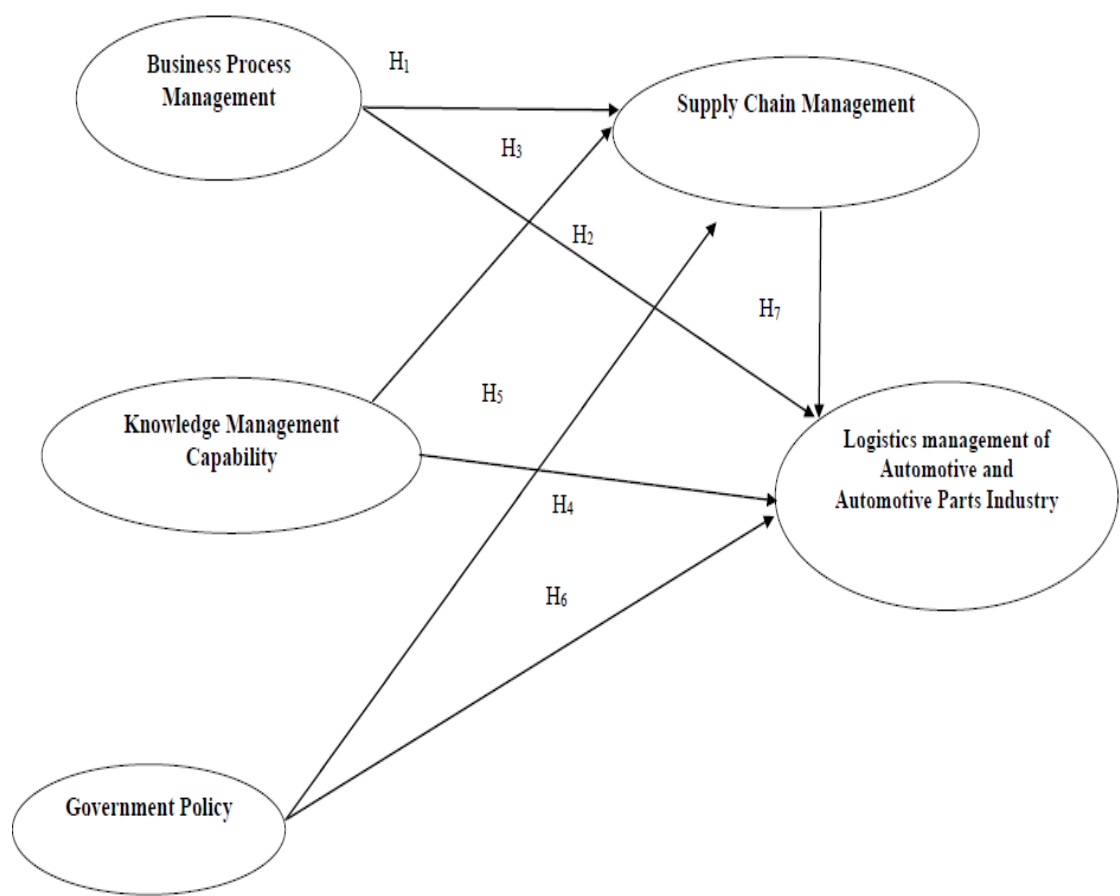 Business Process
Management
H₁
Supply Chain Management
H₃
H₂
H₇
Knowledge Management
Capability
H₅
Logistics management of
Automotive and
Automotive Parts Industry
H₄
H₆
Government Policy